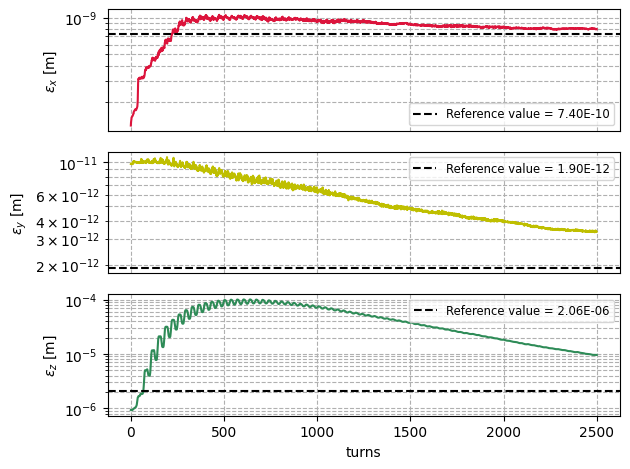 10⁻⁹
εx [m]
Reference value = 7.40E-10
10⁻¹¹
6 × 10⁻¹²
4 × 10⁻¹²
3 × 10⁻¹²
2 × 10⁻¹²
εy [m]
Reference value = 1.90E-12
10⁻⁴
10⁻⁵
10⁻⁶
εz [m]
Reference value = 2.06E-06
0 500 1000 1500 2000 2500
turns